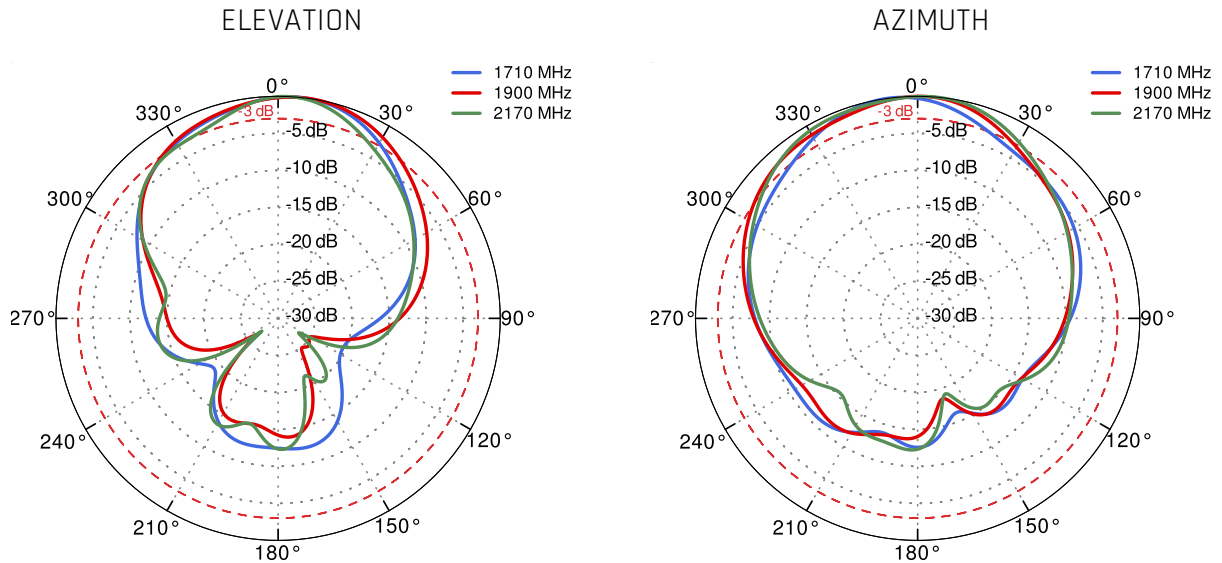 ELEVATION
1710 MHz
1900 MHz
2170 MHz
0°
30°
60°
90°
120°
150°
180°
210°
240°
270°
300°
330°
-3 dB
-5 dB
-10 dB
-15 dB
-20 dB
-25 dB
-30 dB
AZIMUTH
1710 MHz
1900 MHz
2170 MHz
0°
30°
60°
90°
120°
150°
180°
210°
240°
270°
300°
330°
-3 dB
-5 dB
-10 dB
-15 dB
-20 dB
-25 dB
-30 dB